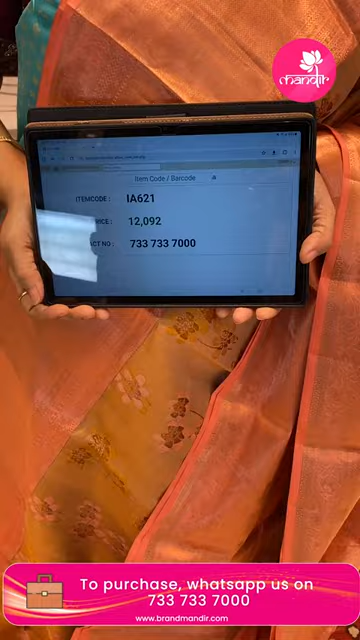 mandir
Item Code / Barcode
ITEMCODE : IA621
RICE : 12,092
ACT NO : 733 733 7000
To purchase, whatsapp us on
733 733 7000
www.brandmandir.com